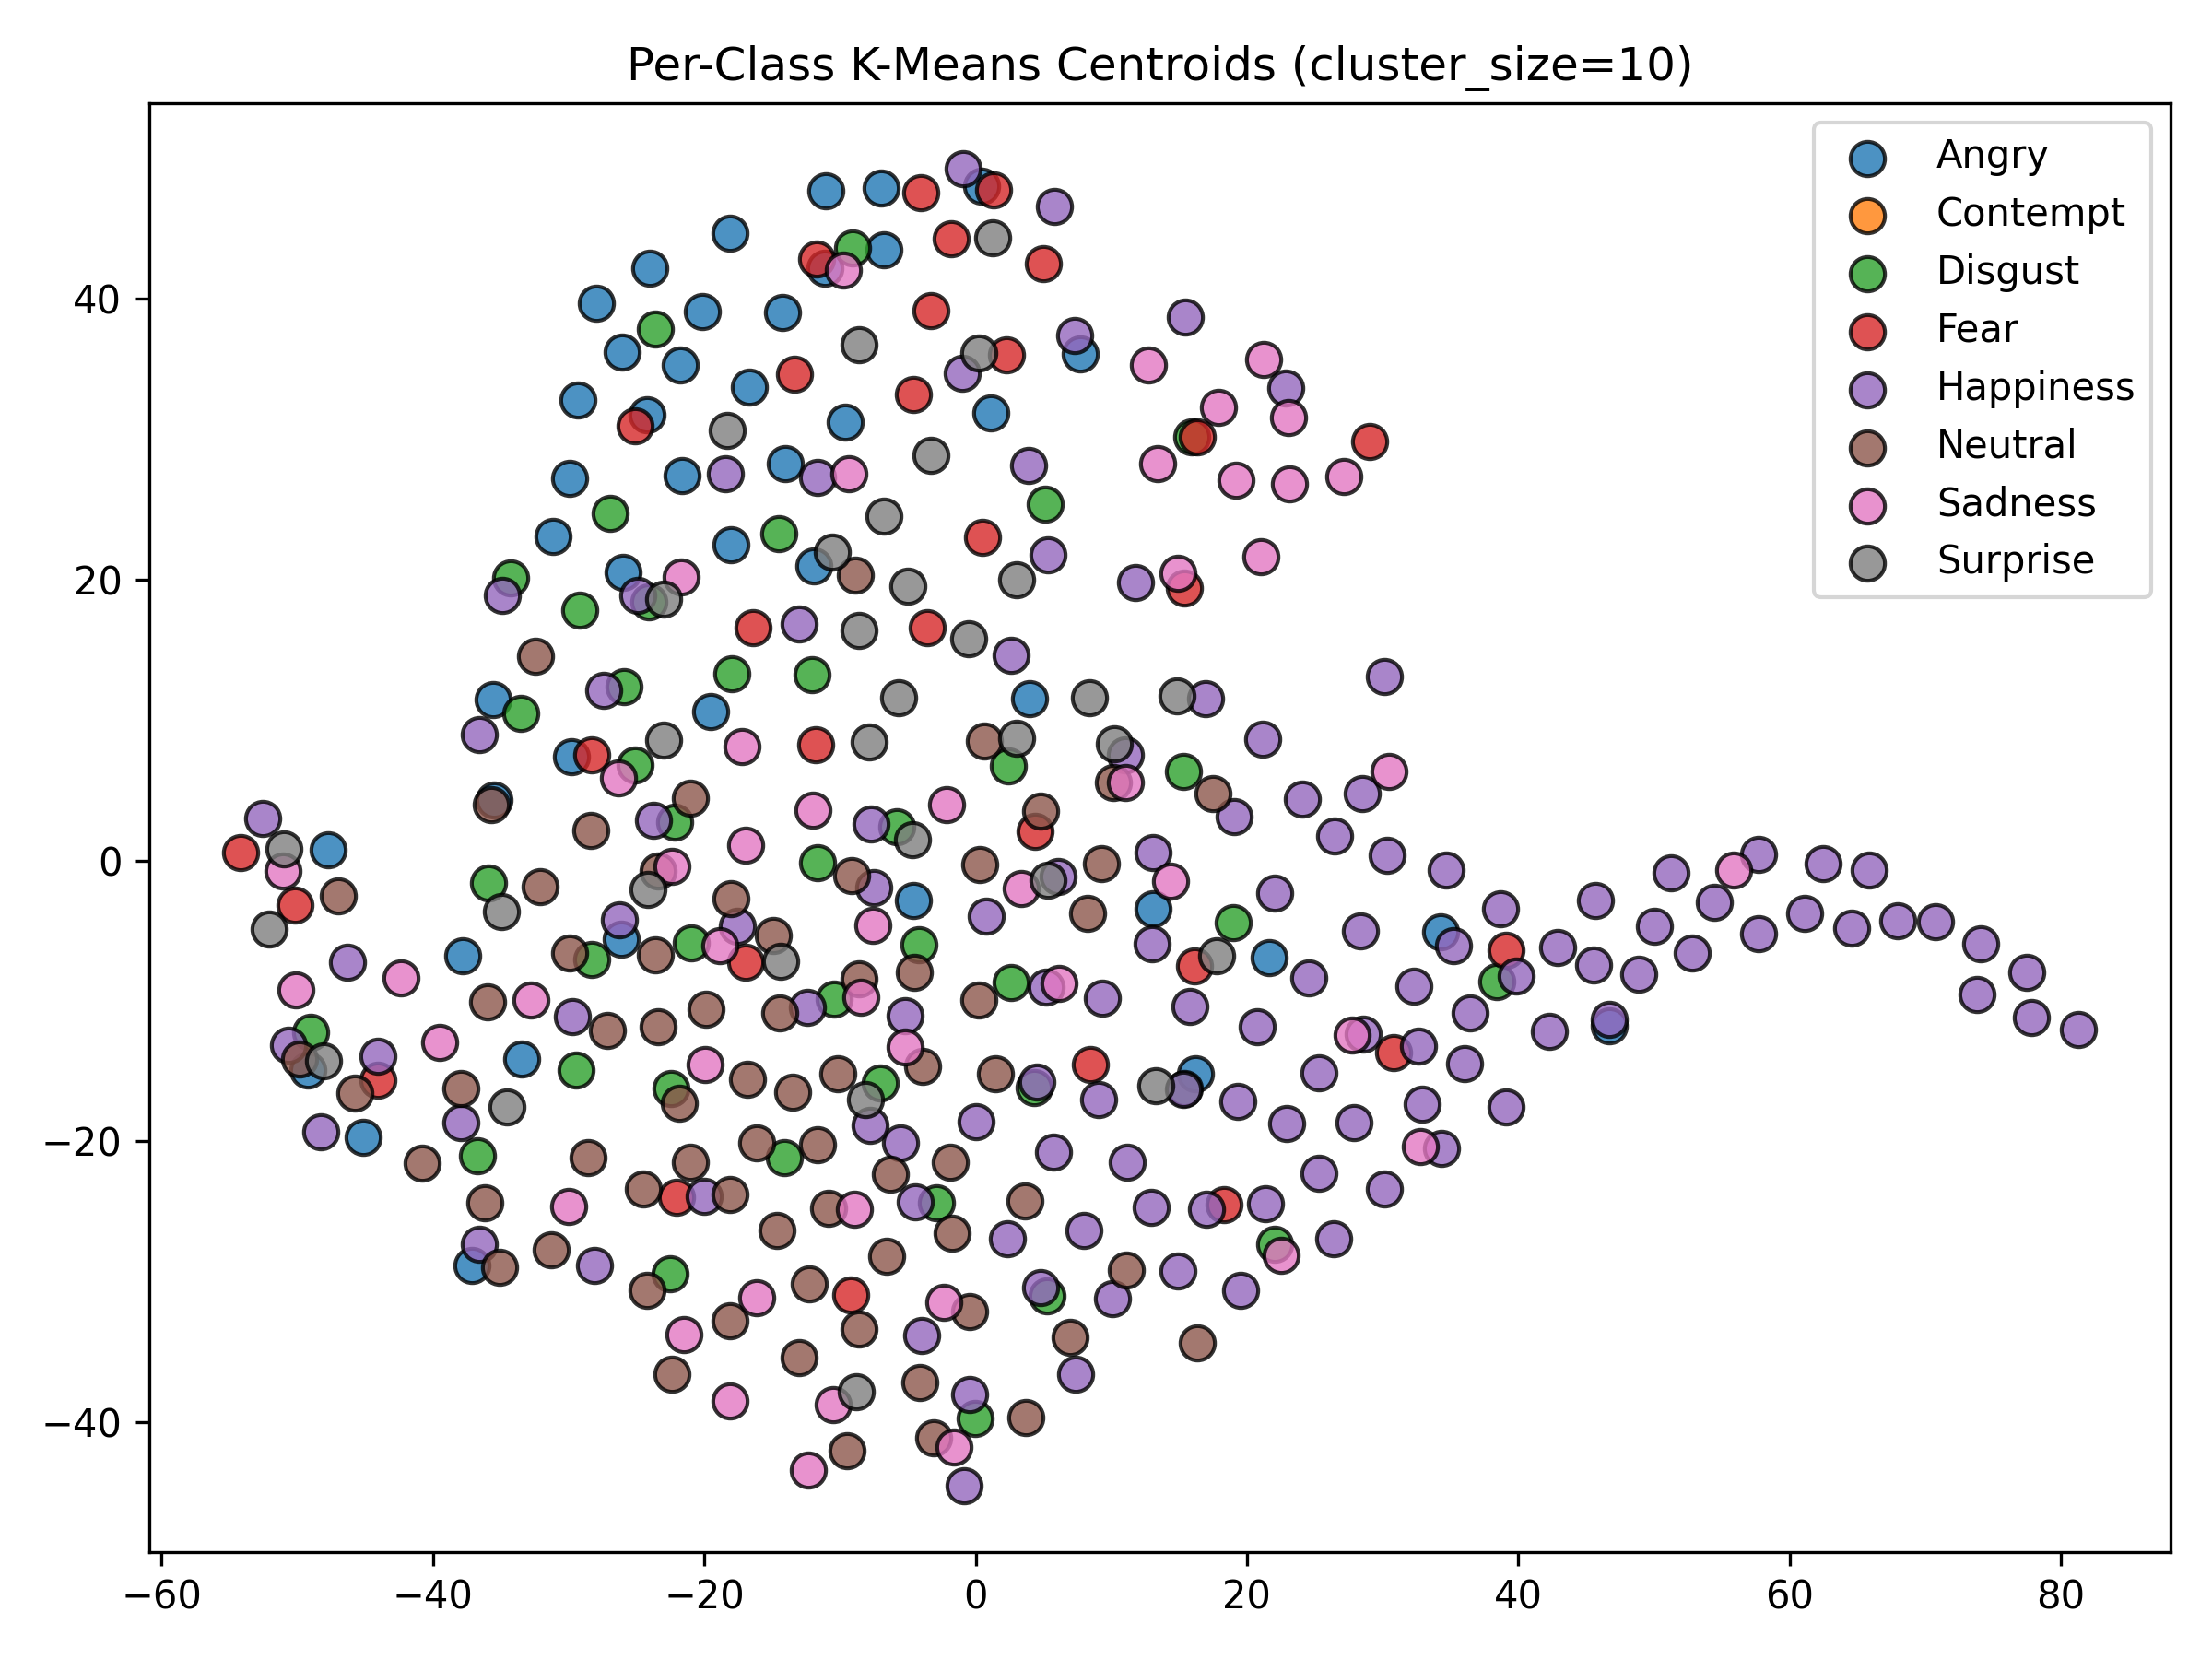 Per-Class K-Means Centroids (cluster_size=10)
Angry
Contempt
Disgust
Fear
Happiness
Neutral
Sadness
Surprise
40
20
0
−20
−40
−60 −40 −20 0 20 40 60 80